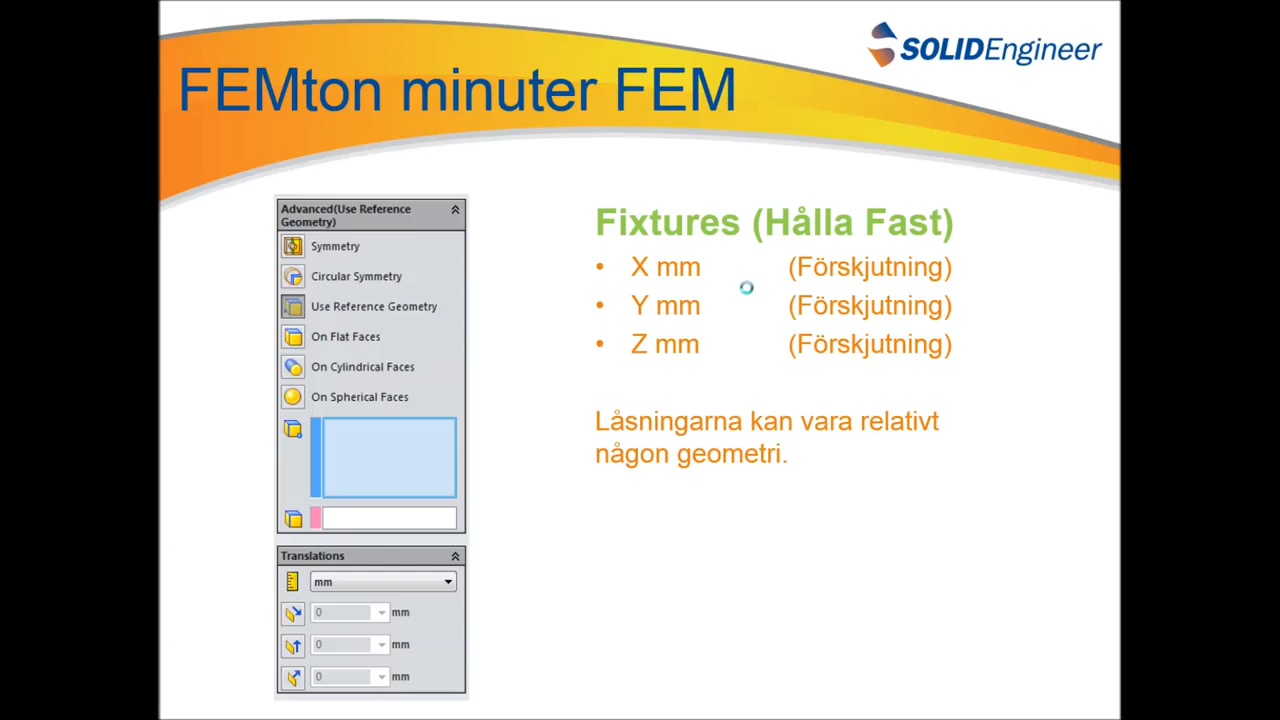 SOLIDEngineer
FEMton minuter FEM
Advanced(Use Reference
Geometry)
Symmetry
Circular Symmetry
Use Reference Geometry
On Flat Faces
On Cylindrical Faces
On Spherical Faces
Translations
mm
0 mm
0 mm
0 mm
Fixtures (Hålla Fast)
• X mm (Förskjutning)
• Y mm (Förskjutning)
• Z mm (Förskjutning)
Låsningarna kan vara relativt
någon geometri.